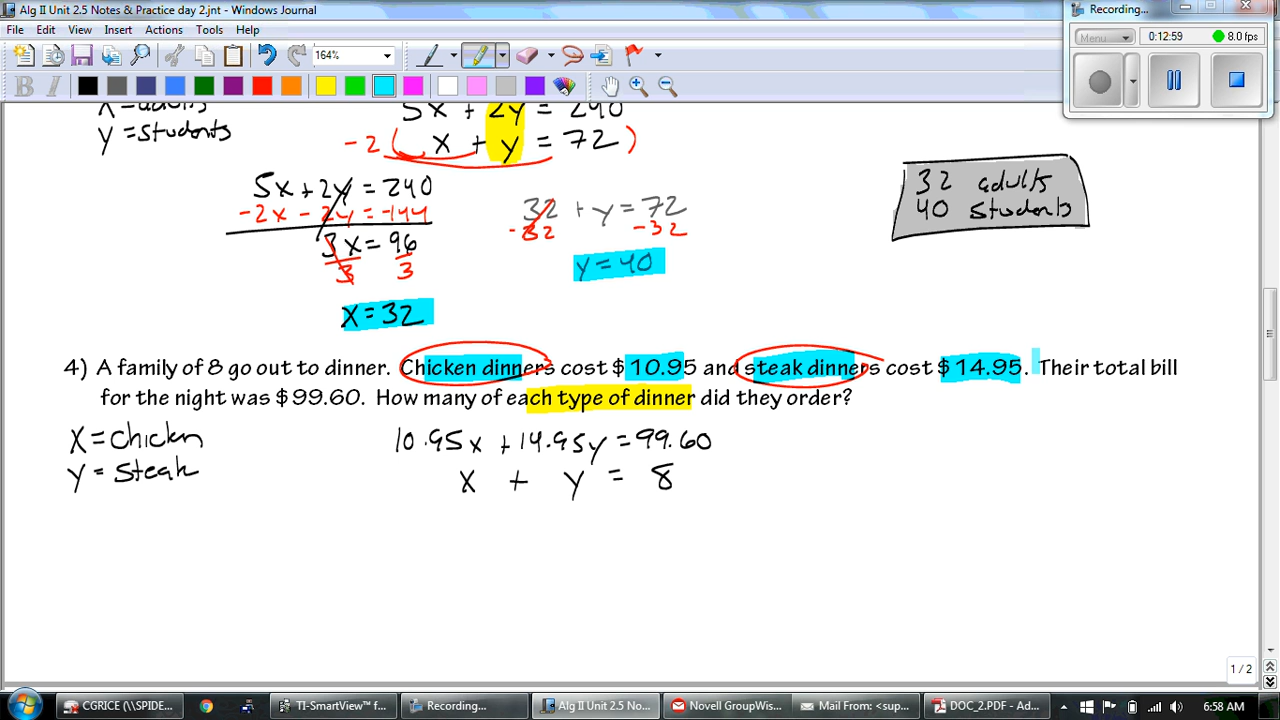 Alg II Unit 2.5 Notes & Practice day 2.jnt - Windows Journal
Recording...
File Edit View Insert Actions Tools Help
Menu
0:12:59
8.0 fps
164%
B I
x = adults
y = students
5x + 2y = 240
-2( x + y = 72 )
5x + 2y = 240
-2x - 2y = -144
3x = 96
3 3
x = 32
32 + y = 72
-32 -32
y = 40
32 adults
40 students
4) A family of 8 go out to dinner. Chicken dinners cost $10.95 and steak dinners cost $14.95. Their total bill
for the night was $99.60. How many of each type of dinner did they order?
x = Chicken
y = Steak
10.95x + 14.95y = 99.60
x + y = 8
1 / 2
CGRICE (\\SPIDE...
TI-SmartView™ f...
Recording...
Alg II Unit 2.5 No...
Novell GroupWis...
Mail From: <sup...
DOC_2.PDF - Ad...
6:58 AM